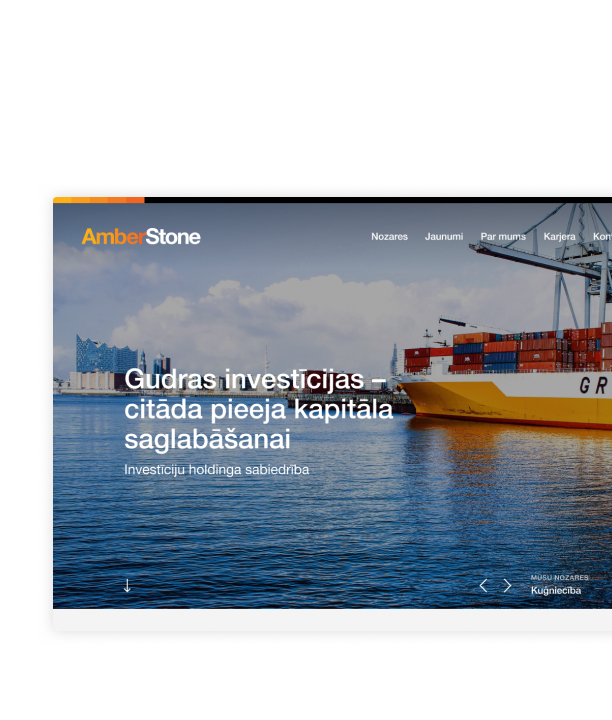 AmberStone
Nozares Jaunumi Par mums Karjera
GR
Gudras investīcijas –
citāda pieeja kapitāla
saglabāšanai
Investīciju holdinga sabiedrība
MŪSU NOZARES
Kuģniecība